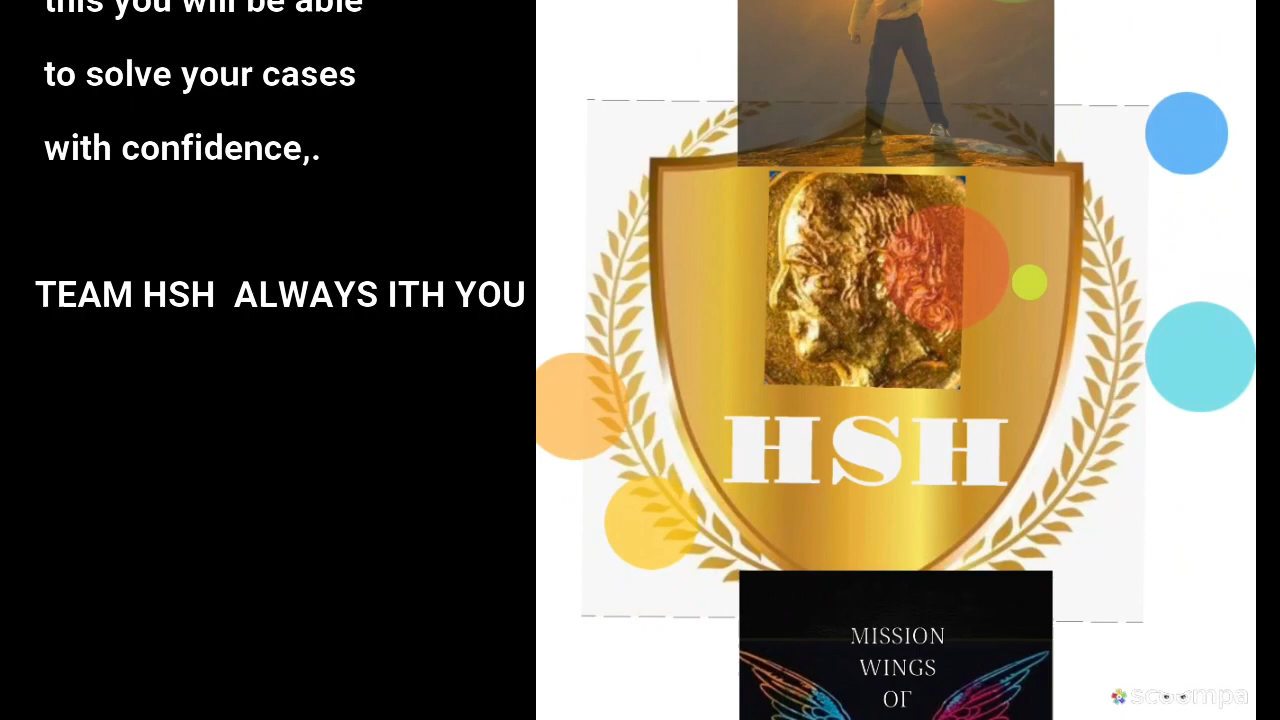 this you will be able
to solve your cases
with confidence,.
TEAM HSH  ALWAYS ITH YOU
HSH
MISSION
WINGS
OF
scoompa